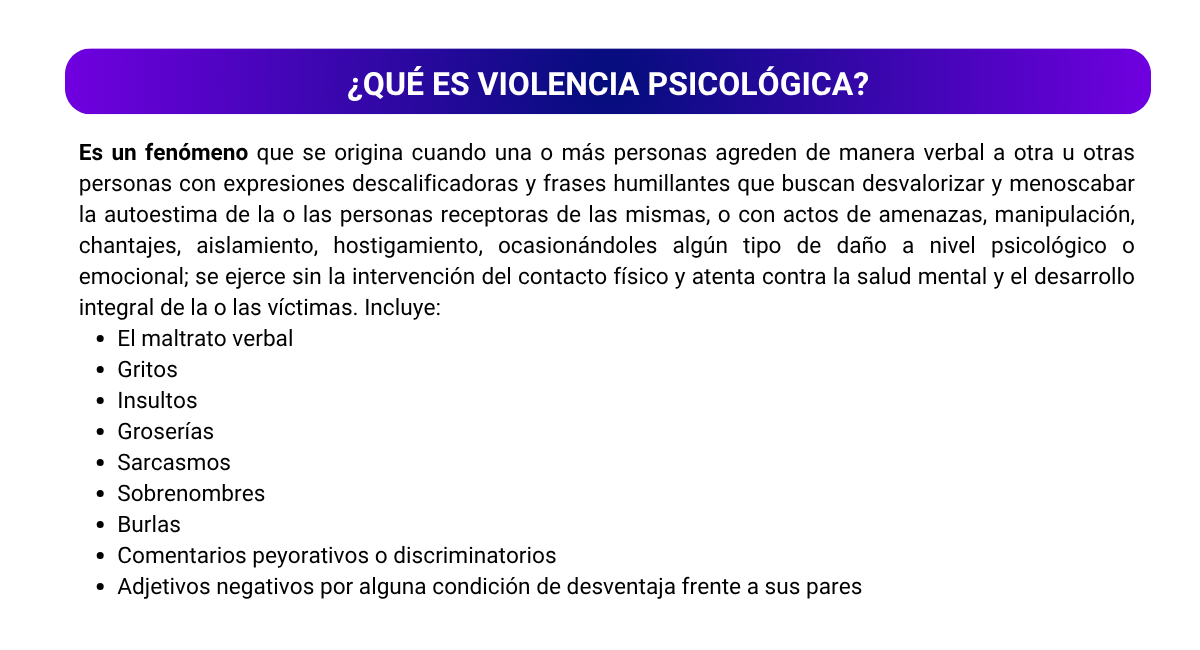 ¿QUÉ ES VIOLENCIA PSICOLÓGICA?
Es un fenómeno que se origina cuando una o más personas agreden de manera verbal a otra u otras
personas con expresiones descalificadoras y frases humillantes que buscan desvalorizar y menoscabar
la autoestima de la o las personas receptoras de las mismas, o con actos de amenazas, manipulación,
chantajes, aislamiento, hostigamiento, ocasionándoles algún tipo de daño a nivel psicológico o
emocional; se ejerce sin la intervención del contacto físico y atenta contra la salud mental y el desarrollo
integral de la o las víctimas. Incluye:
• El maltrato verbal
• Gritos
• Insultos
• Groserías
• Sarcasmos
• Sobrenombres
• Burlas
• Comentarios peyorativos o discriminatorios
• Adjetivos negativos por alguna condición de desventaja frente a sus pares